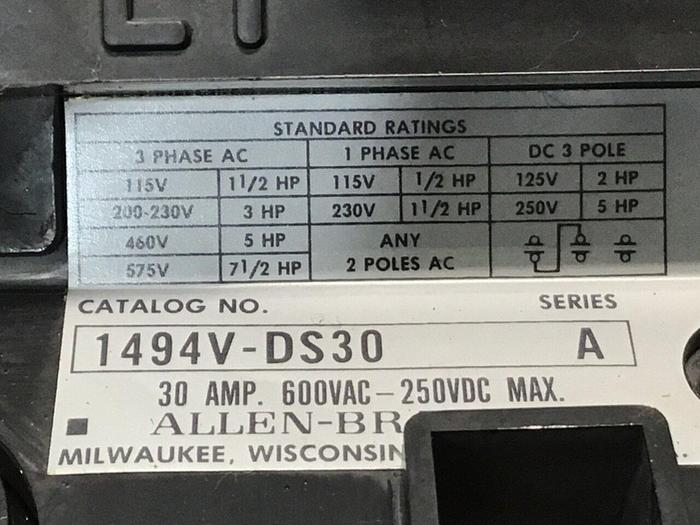 L1
STANDARD RATINGS
3 PHASE AC 1 PHASE AC DC 3 POLE
115V 1 1/2 HP 115V 1/2 HP 125V 2 HP
200-230V 3 HP 230V 1 1/2 HP 250V 5 HP
460V 5 HP ANY
575V 7 1/2 HP 2 POLES AC
CATALOG NO. SERIES
1494V-DS30 A
30 AMP. 600VAC-250VDC MAX.
ALLEN-BR
MILWAUKEE, WISCONSIN